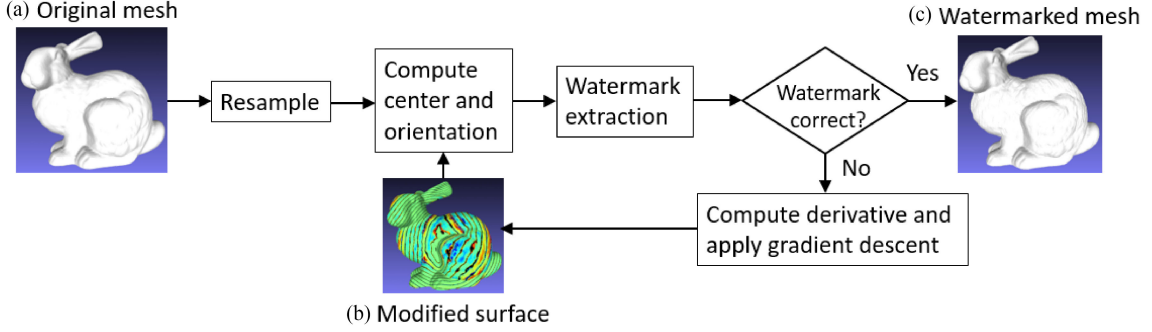 (a) Original mesh
(c) Watermarked mesh
Resample
Compute
center and
orientation
Watermark
extraction
Watermark
correct?
Yes
No
Compute derivative and
apply gradient descent
(b) Modified surface